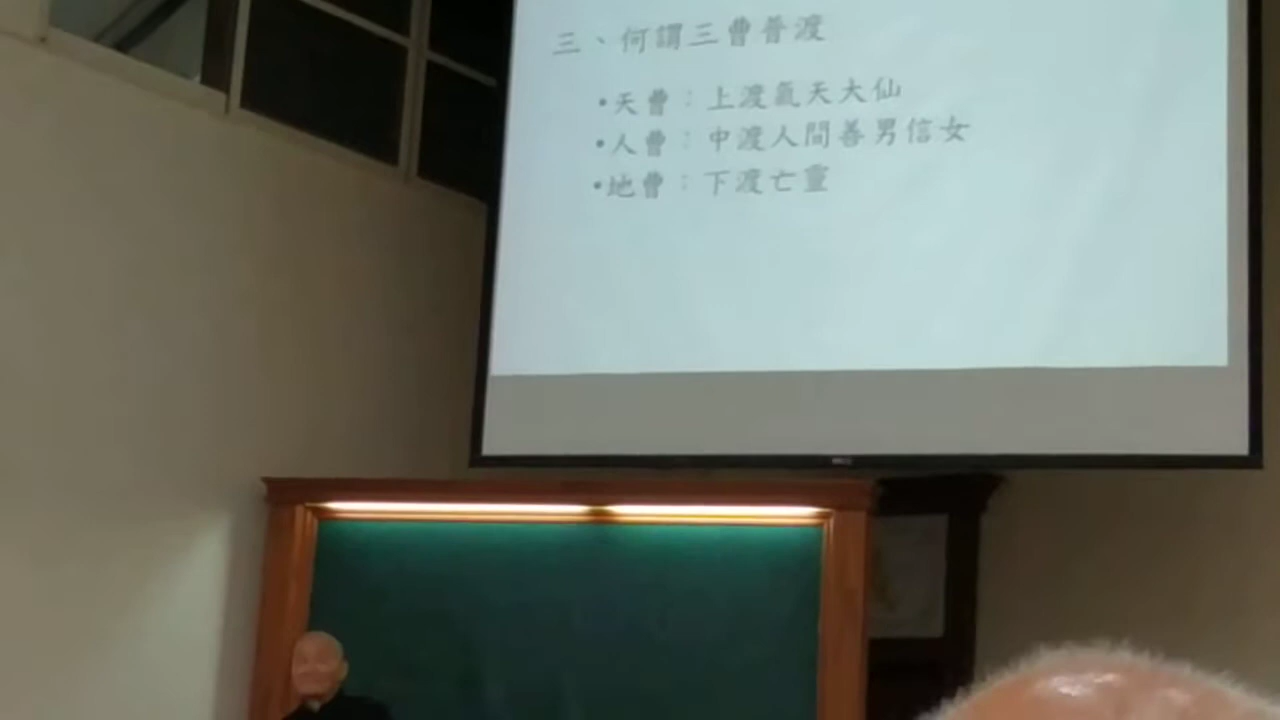 三、何謂三曹普渡
•天曹：上渡氣天大仙
•人曹：中渡人間善男信女
•地曹：下渡亡靈